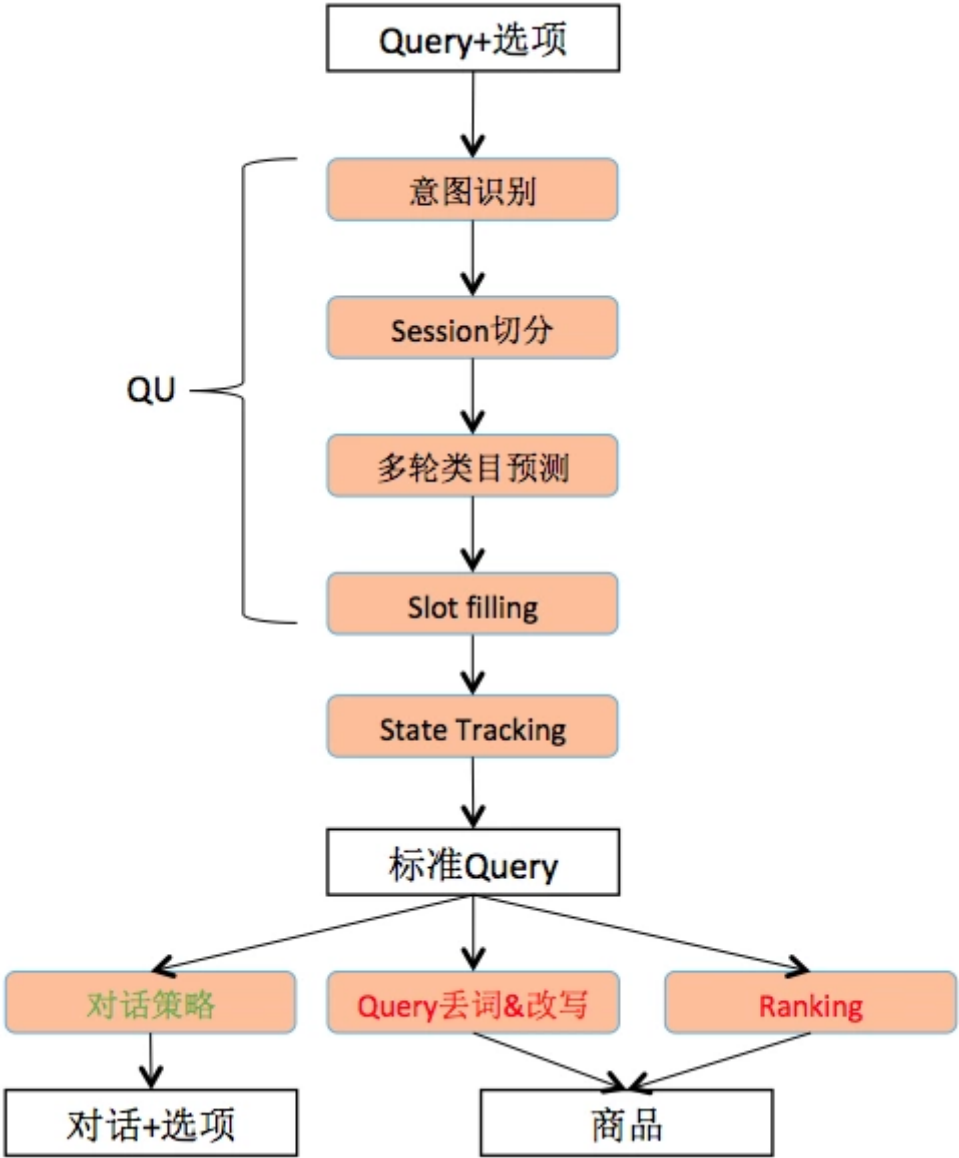 Query+选项
意图识别
Session切分
QU
多轮类目预测
Slot filling
State Tracking
标准Query
对话策略
Query丢词&改写
Ranking
对话+选项
商品